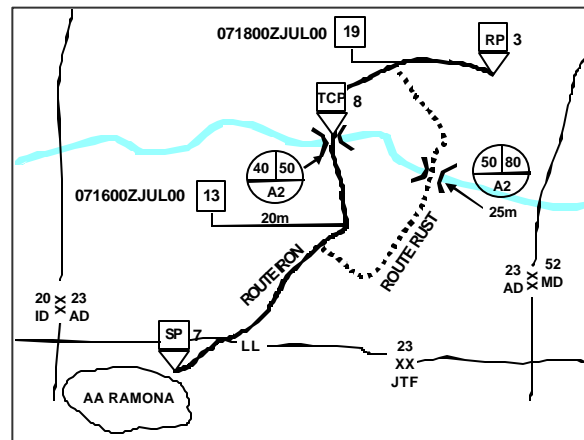 071800ZJUL00 19
RP 3
TCP 8
40 50
A2
50 80
A2
071600ZJUL00 13
20m
25m
ROUTE IRON
ROUTE RUST
20 XX 23
ID AD
23 XX 52
AD MD
SP 7
LL
23
XX
JTF
AA RAMONA